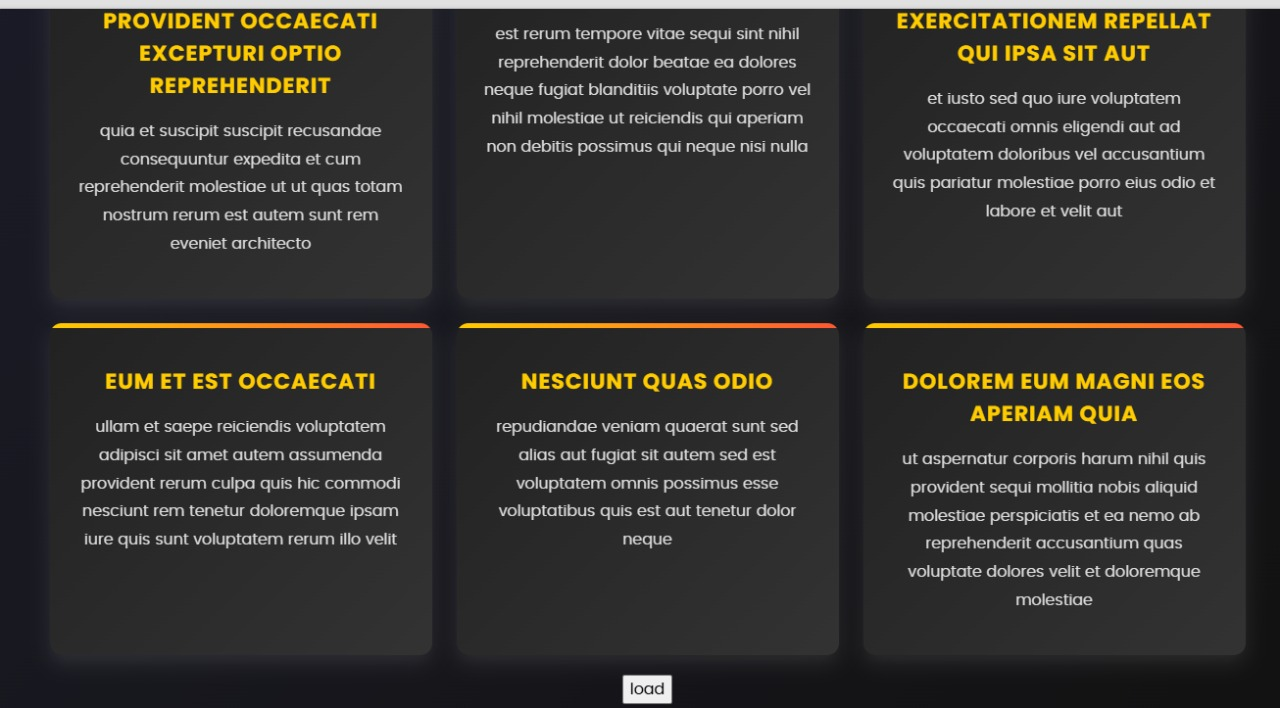 PROVIDENT OCCAECATI
EXCEPTURI OPTIO
REPREHENDERIT
quia et suscipit suscipit recusandae
consequuntur expedita et cum
reprehenderit molestiae ut ut quas totam
nostrum rerum est autem sunt rem
eveniet architecto
est rerum tempore vitae sequi sint nihil
reprehenderit dolor beatae ea dolores
neque fugiat blanditiis voluptate porro vel
nihil molestiae ut reiciendis qui aperiam
non debitis possimus qui neque nisi nulla
EXERCITATIONEM REPELLAT
QUI IPSA SIT AUT
et iusto sed quo iure voluptatem
occaecati omnis eligendi aut ad
voluptatem doloribus vel accusantium
quis pariatur molestiae porro eius odio et
labore et velit aut
EUM ET EST OCCAECATI
ullam et saepe reiciendis voluptatem
adipisci sit amet autem assumenda
provident rerum culpa quis hic commodi
nesciunt rem tenetur doloremque ipsam
iure quis sunt voluptatem rerum illo velit
NESCIUNT QUAS ODIO
repudiandae veniam quaerat sunt sed
alias aut fugiat sit autem sed est
voluptatem omnis possimus esse
voluptatibus quis est aut tenetur dolor
neque
DOLOREM EUM MAGNI EOS
APERIAM QUIA
ut aspernatur corporis harum nihil quis
provident sequi mollitia nobis aliquid
molestiae perspiciatis et ea nemo ab
reprehenderit accusantium quas
voluptate dolores velit et doloremque
molestiae
load